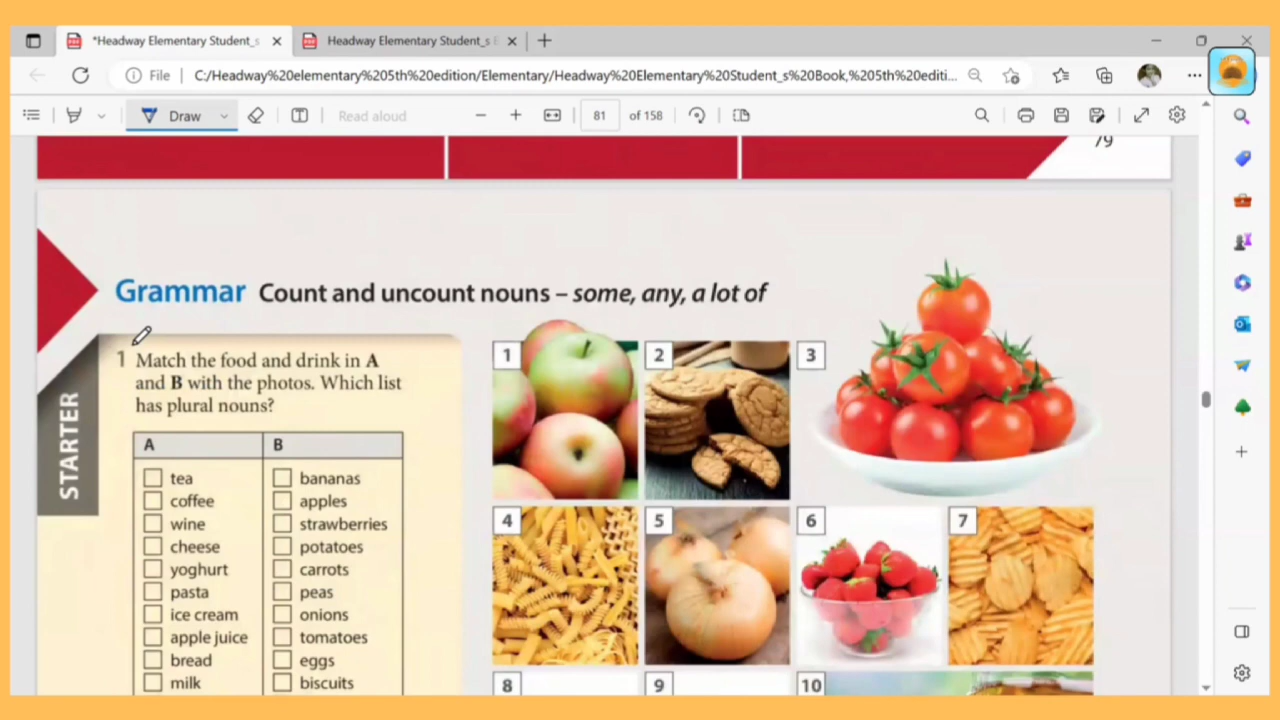 *Headway Elementary Student_s
Headway Elementary Student_s E
File
C:/Headway%20elementary%205th%20edition/Elementary/Headway%20Elementary%20Student_s%20Book,%205th%20editi...
Draw
Read aloud
81
of 158
79
Grammar Count and uncount nouns – some, any, a lot of
STARTER
1 Match the food and drink in A
and B with the photos. Which list
has plural nouns?
A B
tea bananas
coffee apples
wine strawberries
cheese potatoes
yoghurt carrots
pasta peas
ice cream onions
apple juice tomatoes
bread eggs
milk biscuits
1 2 3
4 5 6 7
8 9 10